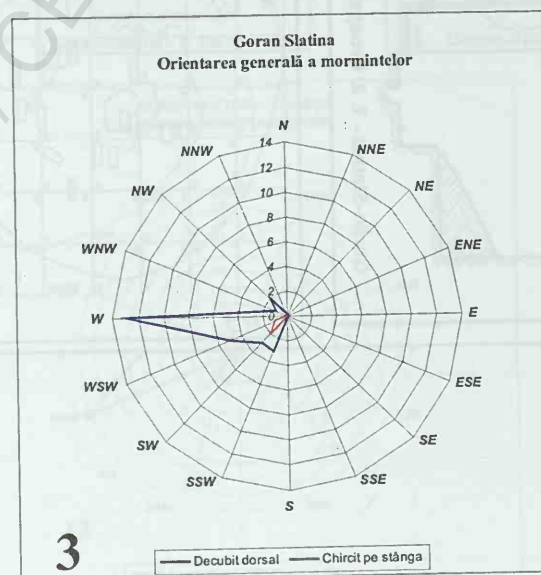 Goran Slatina
Orientarea generală a mormintelor
N
NNW
NNE
14
NW
12
NE
10
8
WNW
6
ENE
4
2
W
0
E
WSW
ESE
SW
SE
SSW
SSE
S
3
Decubit dorsal
Chircit pe stânga